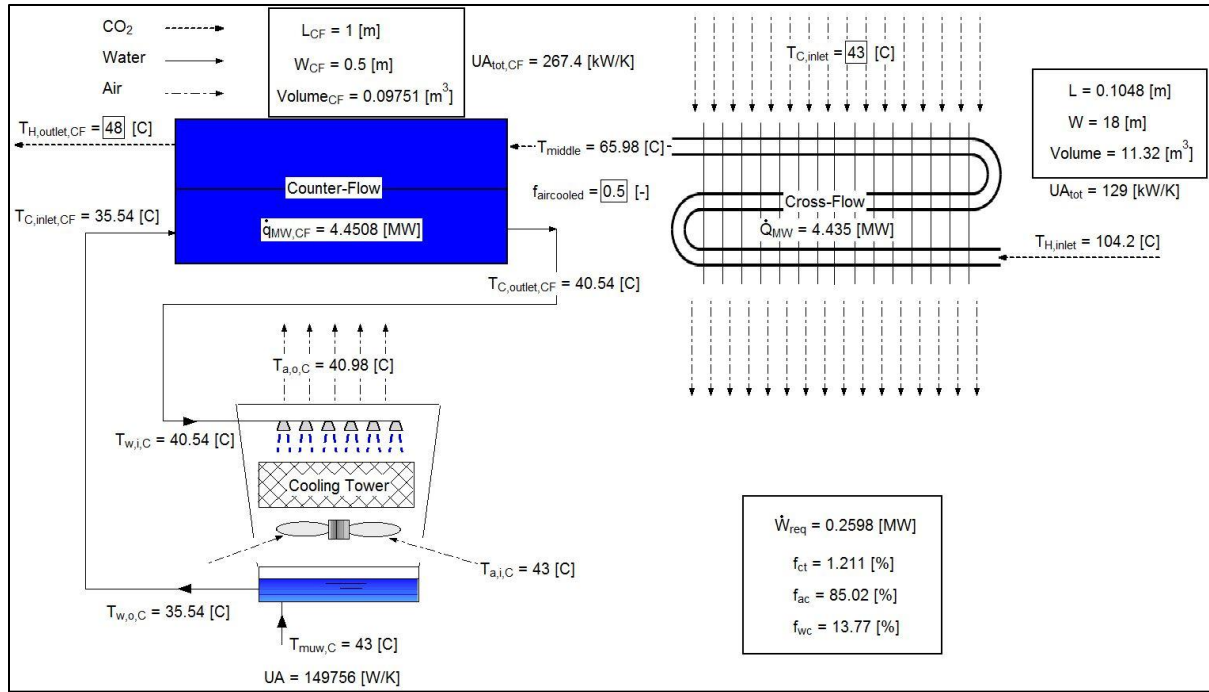 CO₂
Water
Air
L_CF = 1 [m]
W_CF = 0.5 [m]
Volume_CF = 0.09751 [m³]
UA_tot,CF = 267.4 [kW/K]
T_C,inlet = 43 [C]
L = 0.1048 [m]
W = 18 [m]
Volume = 11.32 [m³]
UA_tot = 129 [kW/K]
T_H,outlet,CF = 48 [C]
T_middle = 65.98 [C]
Counter-Flow
f_aircooled = 0.5 [-]
Cross-Flow
T_C,inlet,CF = 35.54 [C]
q̇_MW,CF = 4.4508 [MW]
Q̇_MW = 4.435 [MW]
T_H,inlet = 104.2 [C]
T_C,outlet,CF = 40.54 [C]
T_a,o,C = 40.98 [C]
T_w,i,C = 40.54 [C]
Cooling Tower
T_a,i,C = 43 [C]
T_w,o,C = 35.54 [C]
T_muw,C = 43 [C]
UA = 149756 [W/K]
Ẇ_req = 0.2598 [MW]
f_ct = 1.211 [%]
f_ac = 85.02 [%]
f_wc = 13.77 [%]